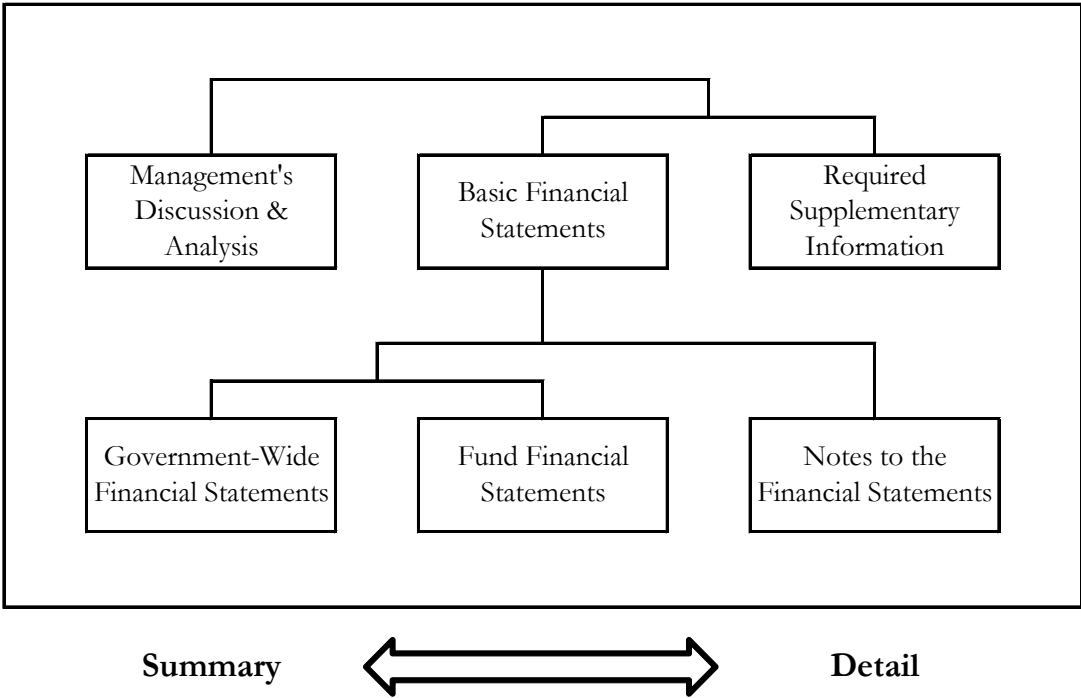 Management's
Discussion &
Analysis
Basic Financial
Statements
Required
Supplementary
Information
Government-Wide
Financial Statements
Fund Financial
Statements
Notes to the
Financial Statements
Summary
Detail